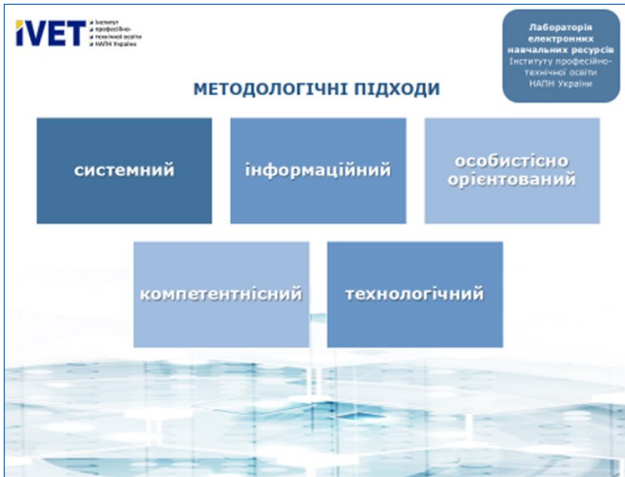 iVET
Інститут
професійно-
технічної освіти
НАПН України
Лабораторія
електронних
навчальних ресурсів
Інституту професійно-
технічної освіти
НАПН України
МЕТОДОЛОГІЧНІ ПІДХОДИ
системний
інформаційний
особистісно
орієнтований
компетентнісний
технологічний